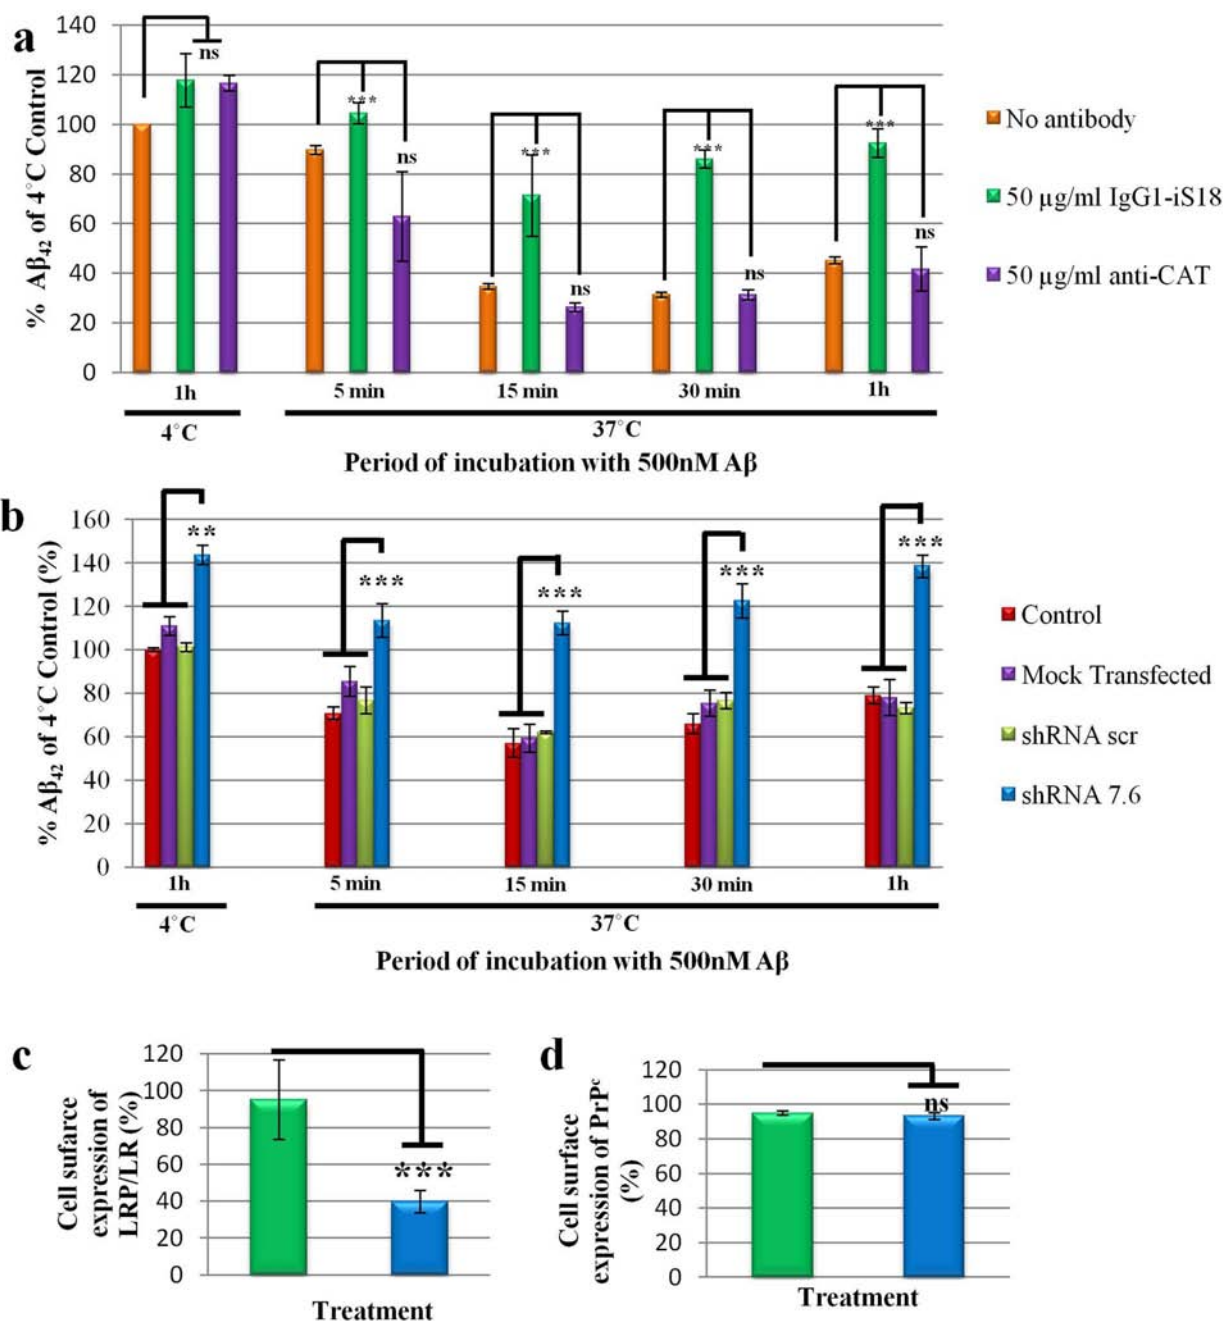 a
% Aβ42 of 4°C Control
140
120
100
80
60
40
20
0
ns
***
ns
***
ns
***
ns
***
ns
1h
5 min
15 min
30 min
1h
4°C
37°C
Period of incubation with 500nM Aβ
No antibody
50 µg/ml IgG1-iS18
50 µg/ml anti-CAT
b
% Aβ42 of 4°C Control (%)
160
140
120
100
80
60
40
20
0
**
***
***
***
***
1h
5 min
15 min
30 min
1h
4°C
37°C
Period of incubation with 500nM Aβ
Control
Mock Transfected
shRNA scr
shRNA 7.6
c
Cell sufarce
expression of
LRP/LR (%)
120
100
80
60
40
20
0
***
Treatment
d
Cell surface
expression of PrPc
(%)
120
100
80
60
40
20
0
ns
Treatment